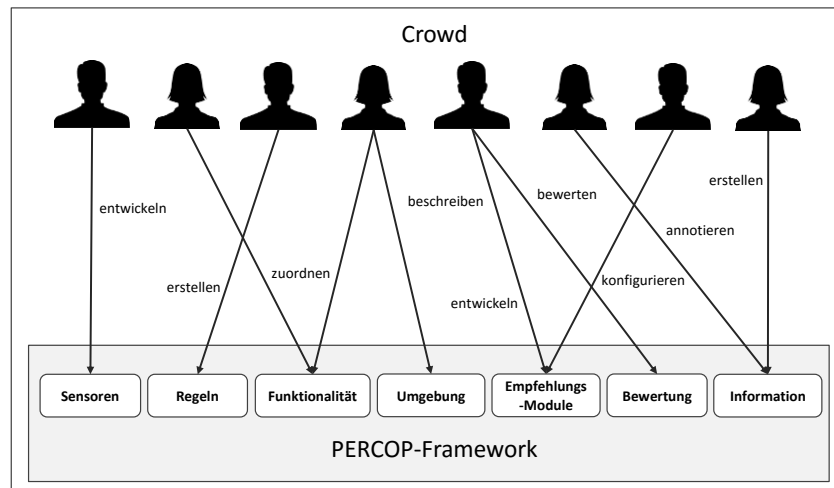 Crowd
entwickeln
erstellen
zuordnen
beschreiben
entwickeln
bewerten
konfigurieren
annotieren
erstellen
Sensoren
Regeln
Funktionalität
Umgebung
Empfehlungs
-Module
Bewertung
Information
PERCOP-Framework